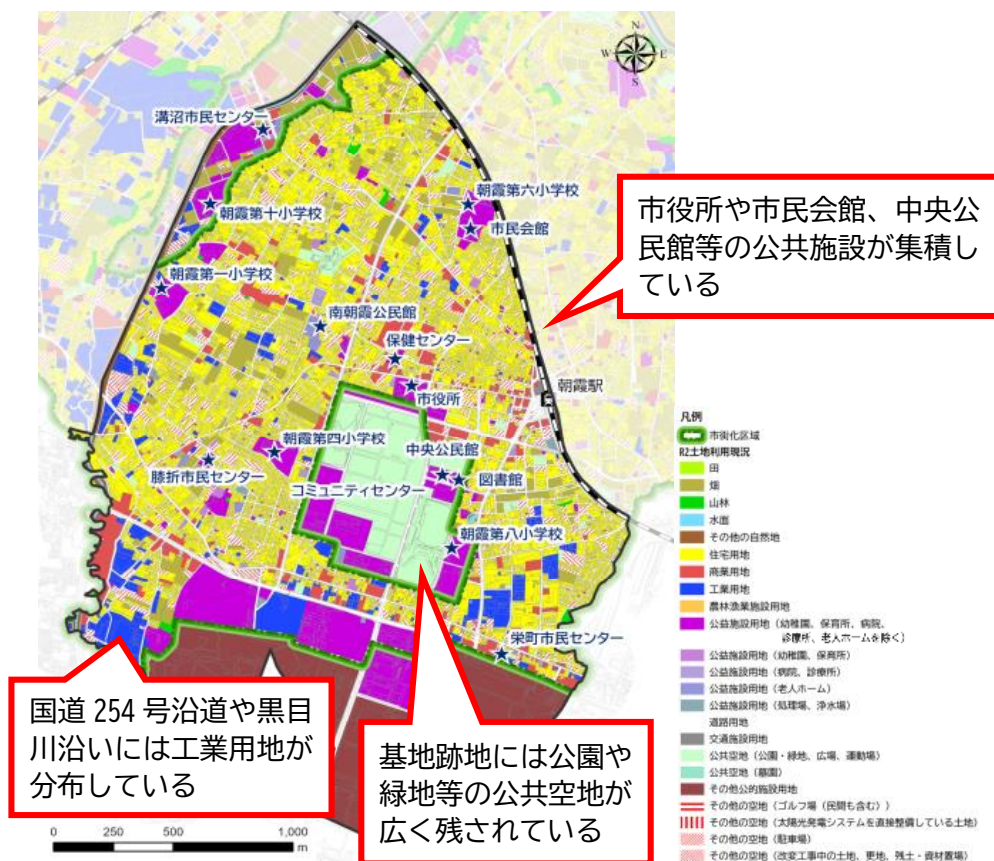 N
W E
S
溝沼市民センター
朝霞第六小学校
朝霞第十小学校
市民会館
市役所や市民会館、中央公
民館等の公共施設が集積し
ている
朝霞第一小学校
南朝霞公民館
保健センター
朝霞駅
市役所
朝霞第四小学校
中央公民館
膝折市民センター
図書館
コミュニティセンター
朝霞第八小学校
栄町市民センター
国道 254 号沿道や黒目
川沿いには工業用地が
分布している
基地跡地には公園や
緑地等の公共空地が
広く残されている
0 250 500 1,000
m
凡例
市街化区域
R2土地利用現況
田
畑
山林
水面
その他の自然地
住宅用地
商業用地
工業用地
農林漁業施設用地
公益施設用地（幼稚園、保育所、病院、
診療所、老人ホームを除く）
公益施設用地（幼稚園、保育所）
公益施設用地（病院、診療所）
公益施設用地（老人ホーム）
公益施設用地（処理場、浄水場）
道路用地
交通施設用地
公共空地（公園・緑地、広場、運動場）
公共空地（墓園）
その他公的施設用地
その他の空地（ゴルフ場（民間も含む））
その他の空地（太陽光発電システムを直接整備している土地）
その他の空地（駐車場）
その他の空地（改変工事中の土地、更地、残土・資材置場）